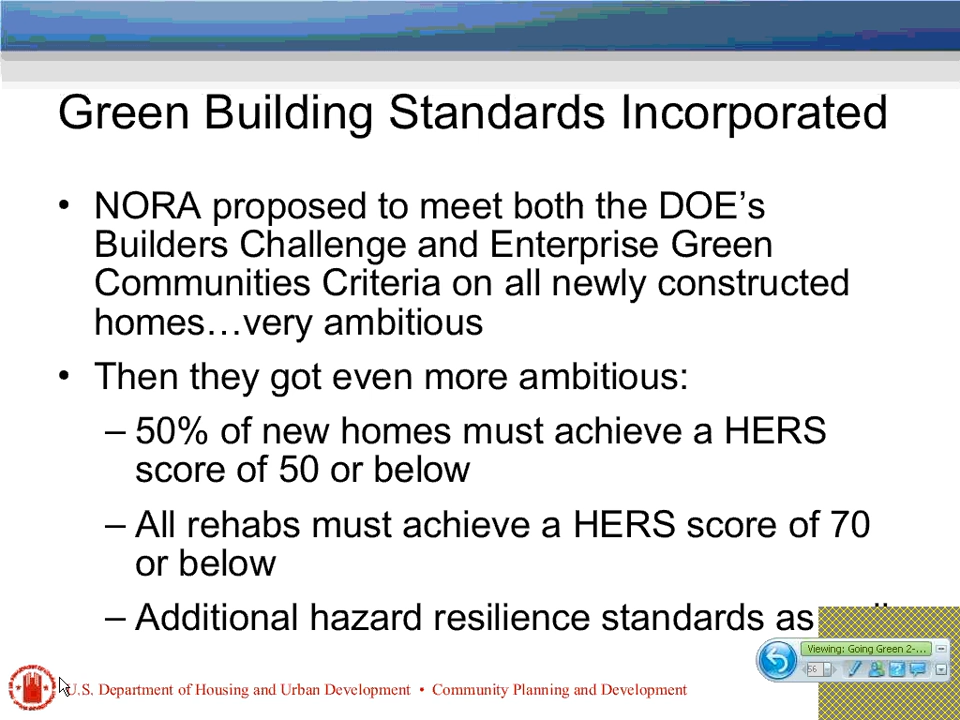 Green Building Standards Incorporated
• NORA proposed to meet both the DOE’s
Builders Challenge and Enterprise Green
Communities Criteria on all newly constructed
homes…very ambitious
• Then they got even more ambitious:
– 50% of new homes must achieve a HERS
score of 50 or below
– All rehabs must achieve a HERS score of 70
or below
– Additional hazard resilience standards as
Viewing: Going Green 2-...
56
U.S. Department of Housing and Urban Development • Community Planning and Development